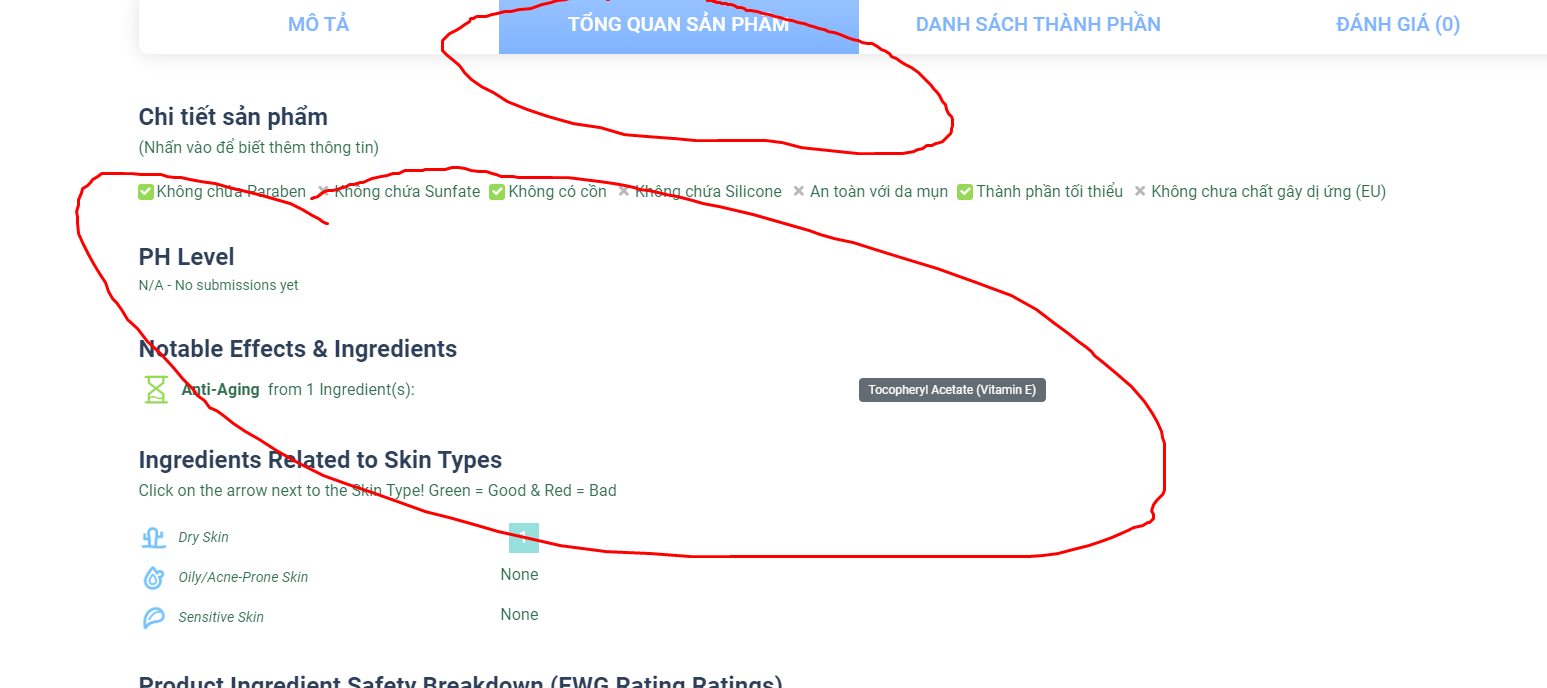 MÔ TẢ TỔNG QUAN SẢN PHẨM DANH SÁCH THÀNH PHẦN ĐÁNH GIÁ (0)
Chi tiết sản phẩm
(Nhấn vào để biết thêm thông tin)
Không chứa Paraben Không chứa Sunfate Không có cồn Không chứa Silicone An toàn với da mụn Thành phần tối thiểu Không chưa chất gây dị ứng (EU)
PH Level
N/A - No submissions yet
Notable Effects & Ingredients
Anti-Aging from 1 Ingredient(s): Tocopheryl Acetate (Vitamin E)
Ingredients Related to Skin Types
Click on the arrow next to the Skin Type! Green = Good & Red = Bad
Dry Skin 1
Oily/Acne-Prone Skin None
Sensitive Skin None
Product Ingredient Safety Breakdown (EWG Rating Ratings)